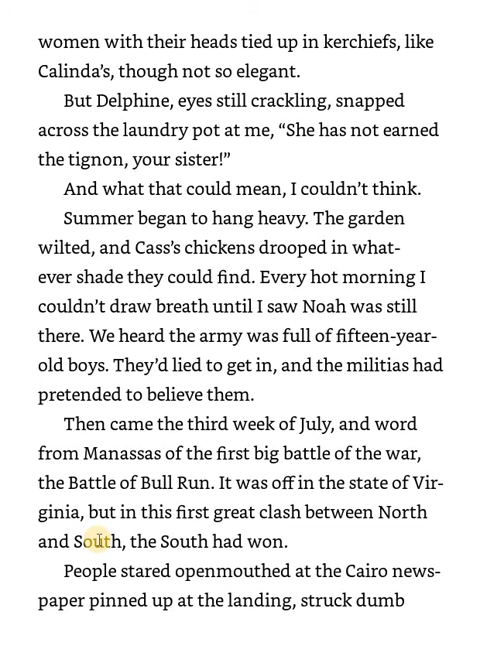 women with their heads tied up in kerchiefs, like
Calinda’s, though not so elegant.
But Delphine, eyes still crackling, snapped
across the laundry pot at me, “She has not earned
the tignon, your sister!”
And what that could mean, I couldn’t think.
Summer began to hang heavy. The garden
wilted, and Cass’s chickens drooped in what-
ever shade they could find. Every hot morning I
couldn’t draw breath until I saw Noah was still
there. We heard the army was full of fifteen-year-
old boys. They’d lied to get in, and the militias had
pretended to believe them.
Then came the third week of July, and word
from Manassas of the first big battle of the war,
the Battle of Bull Run. It was off in the state of Vir-
ginia, but in this first great clash between North
and South, the South had won.
People stared openmouthed at the Cairo news-
paper pinned up at the landing, struck dumb